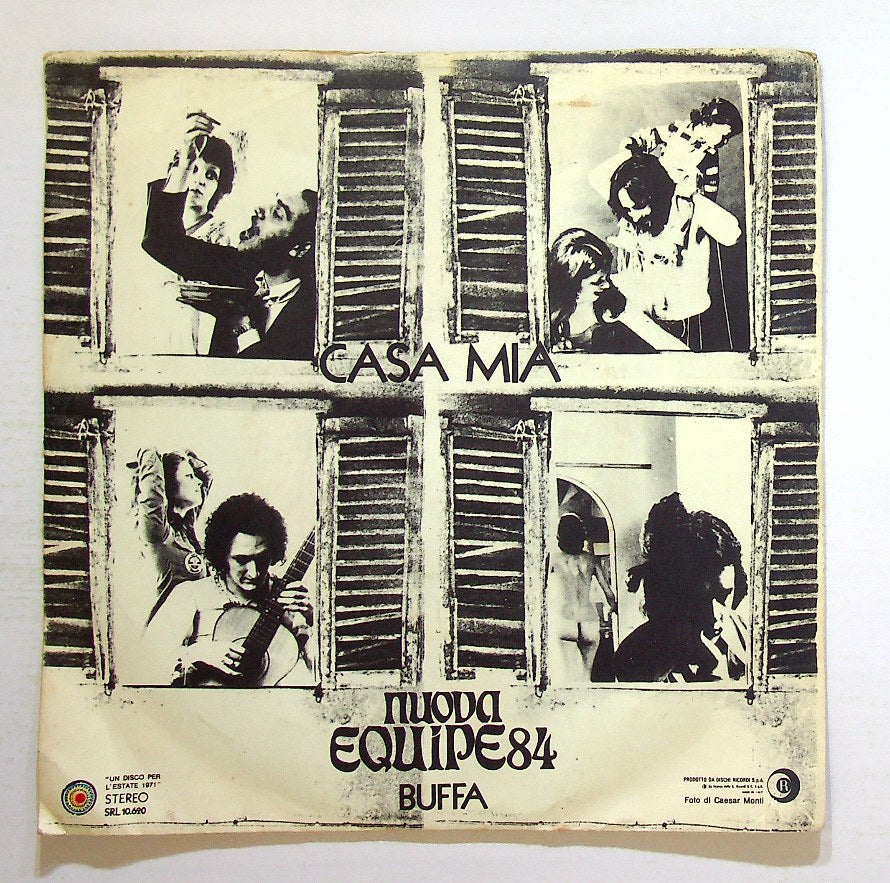 CASA MIA
NUOVA
EQUIPE 84
BUFFA
"UN DISCO PER
L'ESTATE 1971"
STEREO
SRL 10.620
PRODOTTO DA DISCHI RICORDI S.p.A.
Foto di Caesar Monti
R